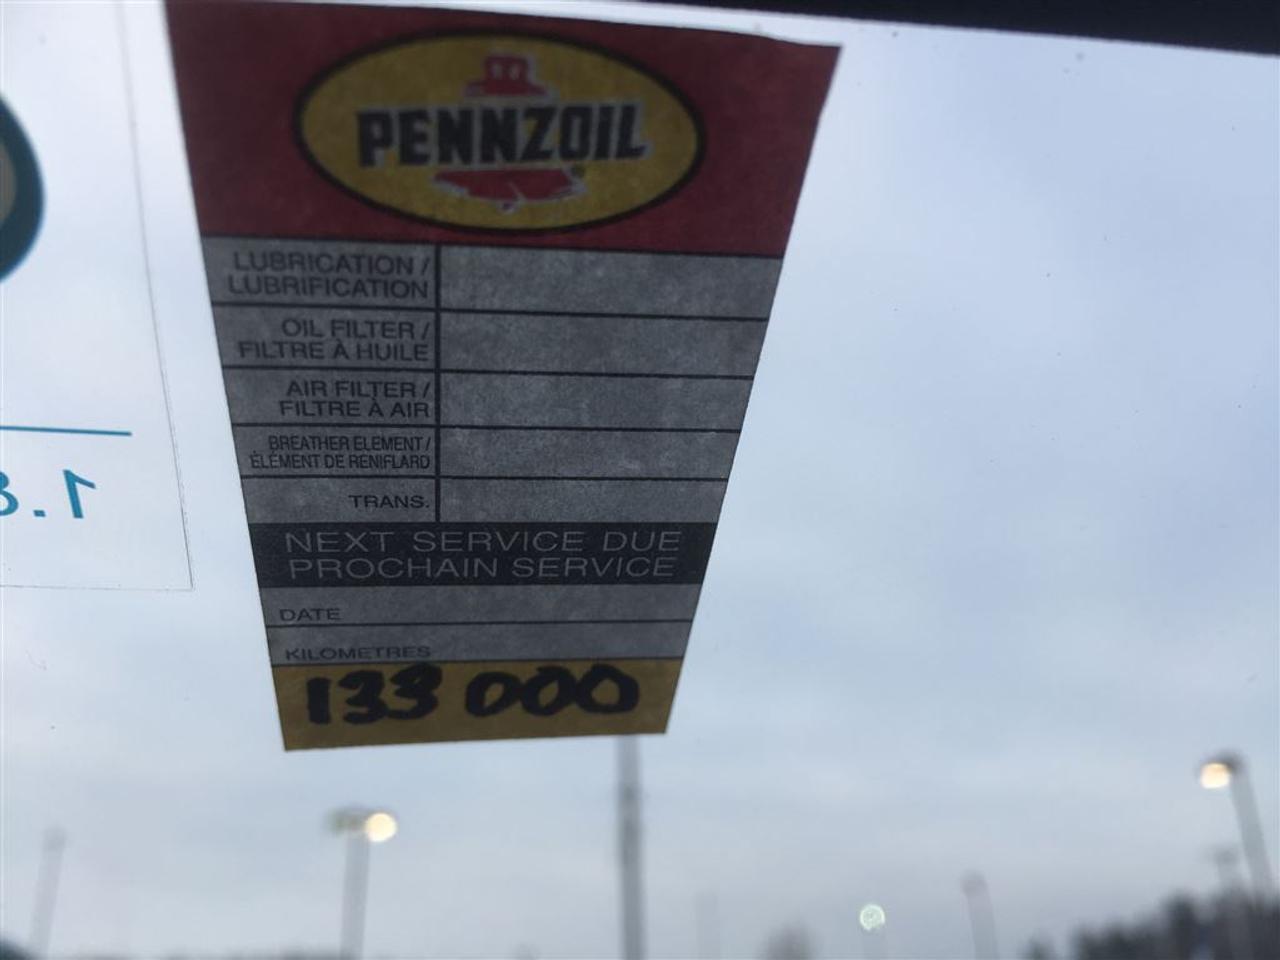 PENNZOIL
LUBRICATION /
LUBRIFICATION
OIL FILTER /
FILTRE À HUILE
AIR FILTER /
FILTRE À AIR
BREATHER ELEMENT /
ÉLÉMENT DE RENIFLARD
TRANS.
NEXT SERVICE DUE
PROCHAIN SERVICE
DATE
KILOMETRES
133 000